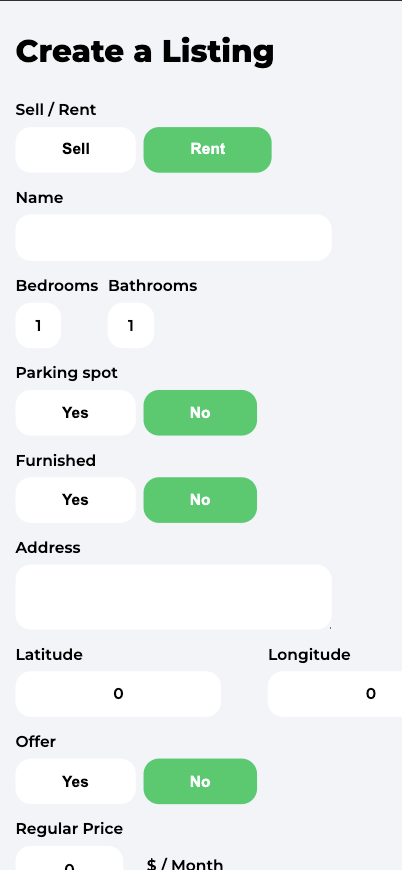 Create a Listing
Sell / Rent
Sell Rent
Name
Bedrooms Bathrooms
1 1
Parking spot
Yes No
Furnished
Yes No
Address
Latitude Longitude
0 0
Offer
Yes No
Regular Price
0 $ / Month